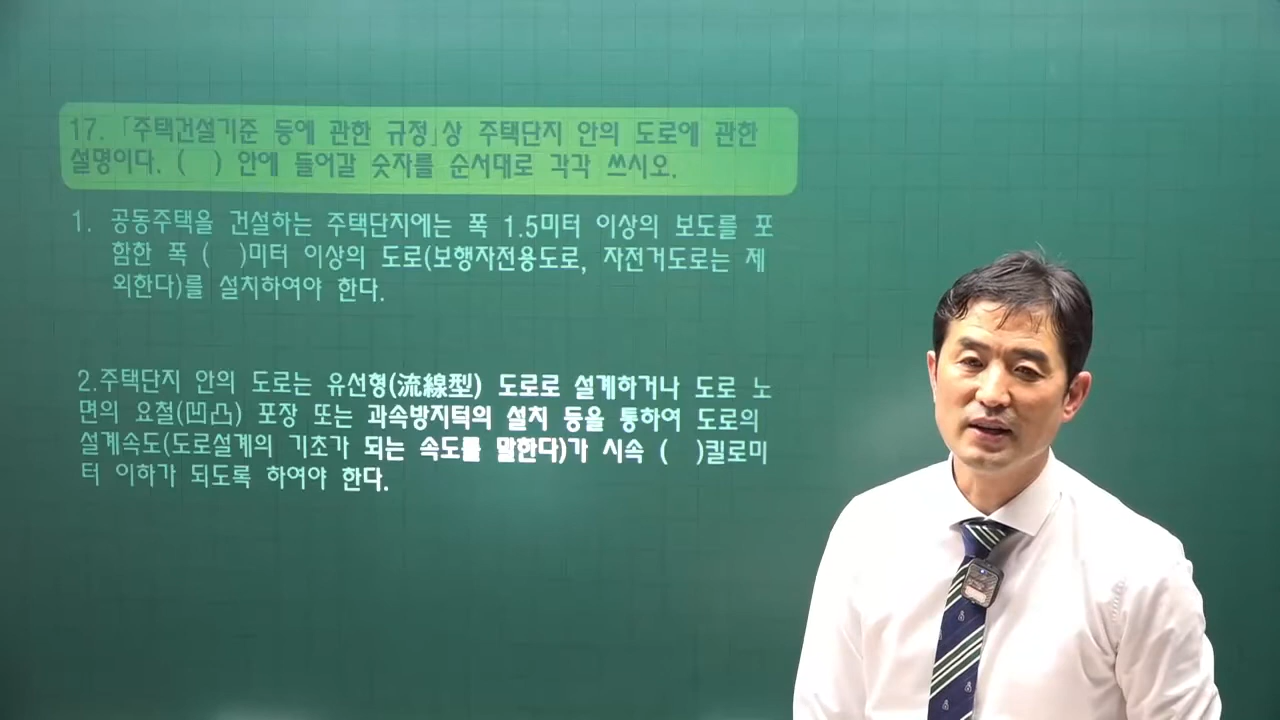 17. 「주택건설기준 등에 관한 규정」상 주택단지 안의 도로에 관한
설명이다. (   ) 안에 들어갈 숫자를 순서대로 각각 쓰시오.
1. 공동주택을 건설하는 주택단지에는 폭 1.5미터 이상의 보도를 포
함한 폭 (   )미터 이상의 도로(보행자전용도로, 자전거도로는 제
외한다)를 설치하여야 한다.
2.주택단지 안의 도로는 유선형(流線型) 도로로 설계하거나 도로 노
면의 요철(凹凸) 포장 또는 과속방지턱의 설치 등을 통하여 도로의
설계속도(도로설계의 기초가 되는 속도를 말한다)가 시속 (   )킬로미
터 이하가 되도록 하여야 한다.